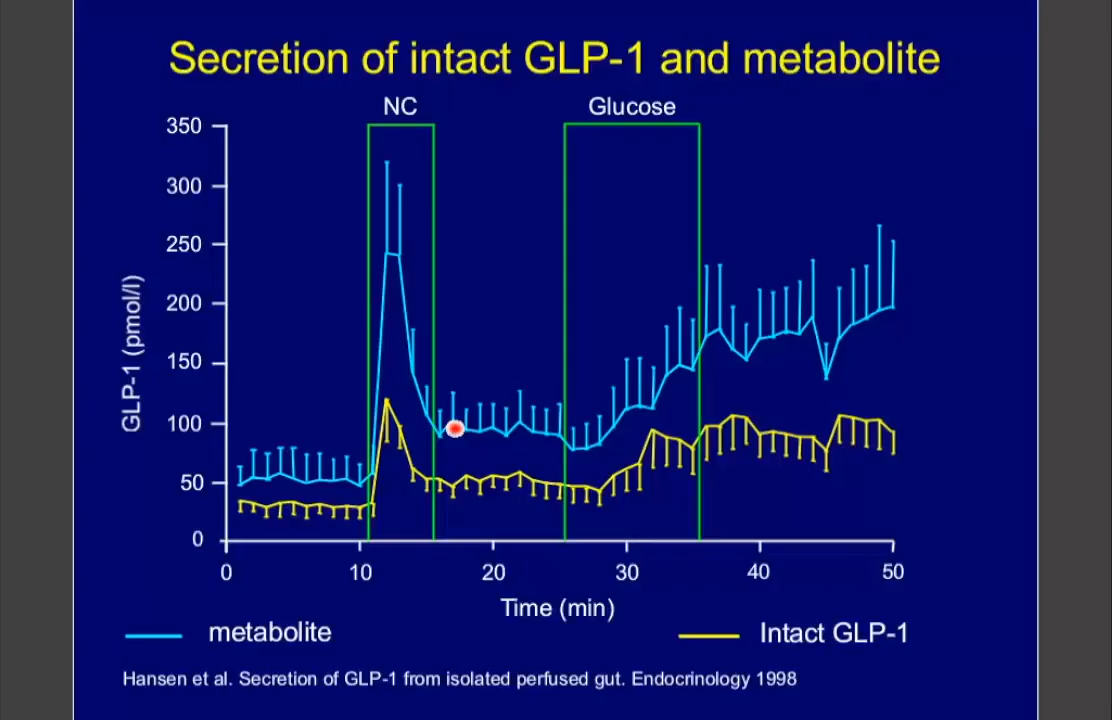 Secretion of intact GLP-1 and metabolite
NC
Glucose
350
300
250
200
150
100
50
0
GLP-1 (pmol/l)
0 10 20 30 40 50
Time (min)
metabolite
Intact GLP-1
Hansen et al. Secretion of GLP-1 from isolated perfused gut. Endocrinology 1998